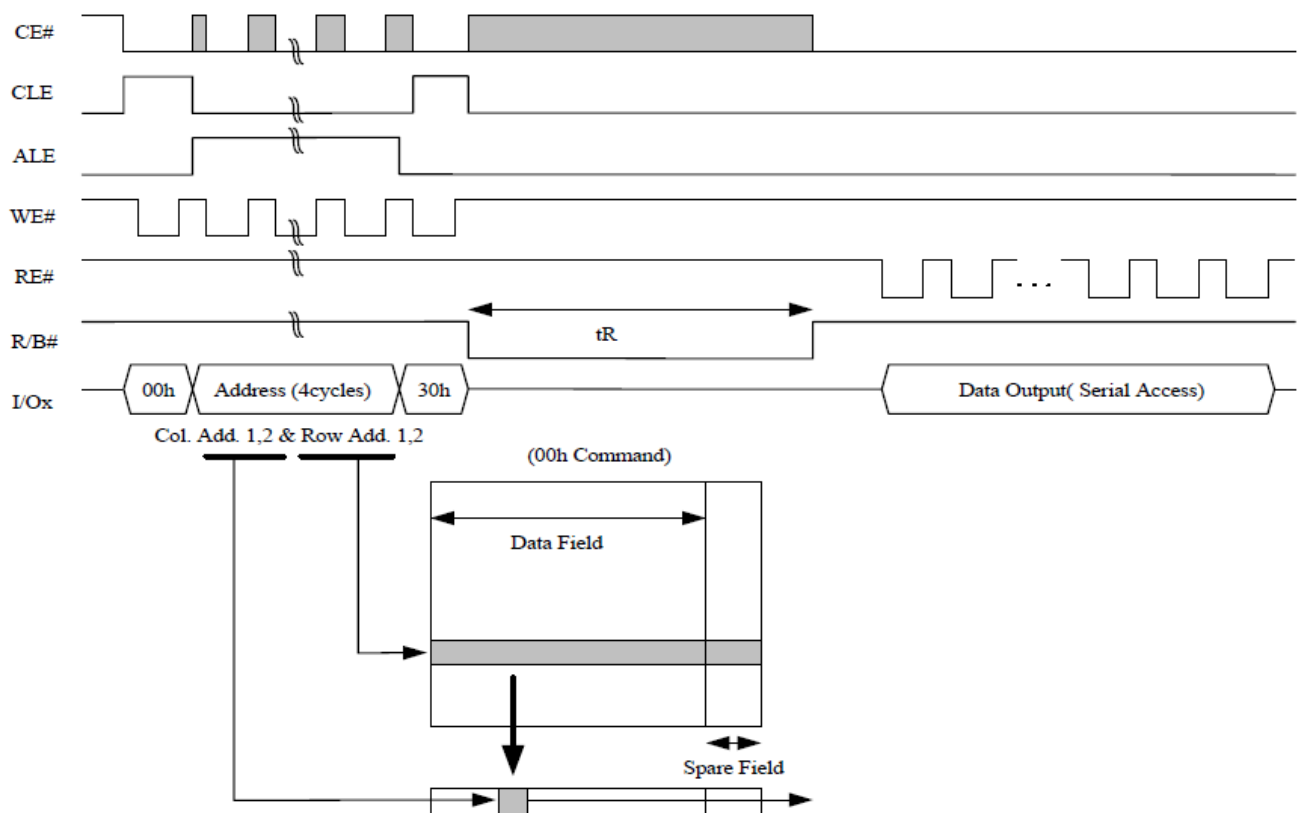 CE#
CLE
ALE
WE#
RE#
. . .
R/B#
tR
I/Ox
00h
Address (4cycles)
30h
Data Output( Serial Access)
Col. Add. 1,2 & Row Add. 1,2
(00h Command)
Data Field
Spare Field